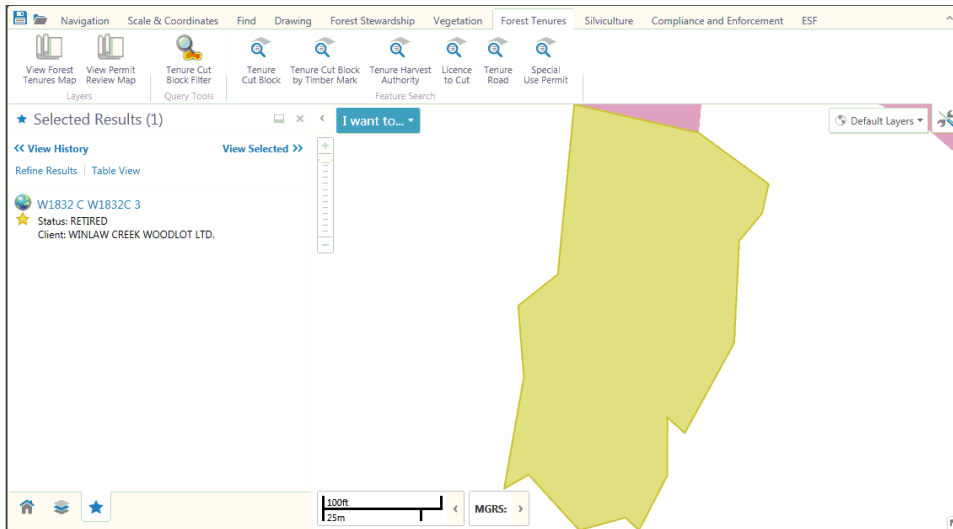 Navigation Scale & Coordinates Find Drawing Forest Stewardship Vegetation Forest Tenures Silviculture Compliance and Enforcement ESF
View Forest Tenures Map
View Permit Review Map
Tenure Cut Block Filter
Tenure Cut Block
Tenure Cut Block by Timber Mark
Tenure Harvest Authority
Licence to Cut
Tenure Road
Special Use Permit
Layers Query Tools Feature Search
Selected Results (1)
I want to...
Default Layers
<< View History View Selected >>
Refine Results | Table View
W1832 C W1832C 3
Status: RETIRED
Client: WINLAW CREEK WOODLOT LTD.
100ft
25m
MGRS: